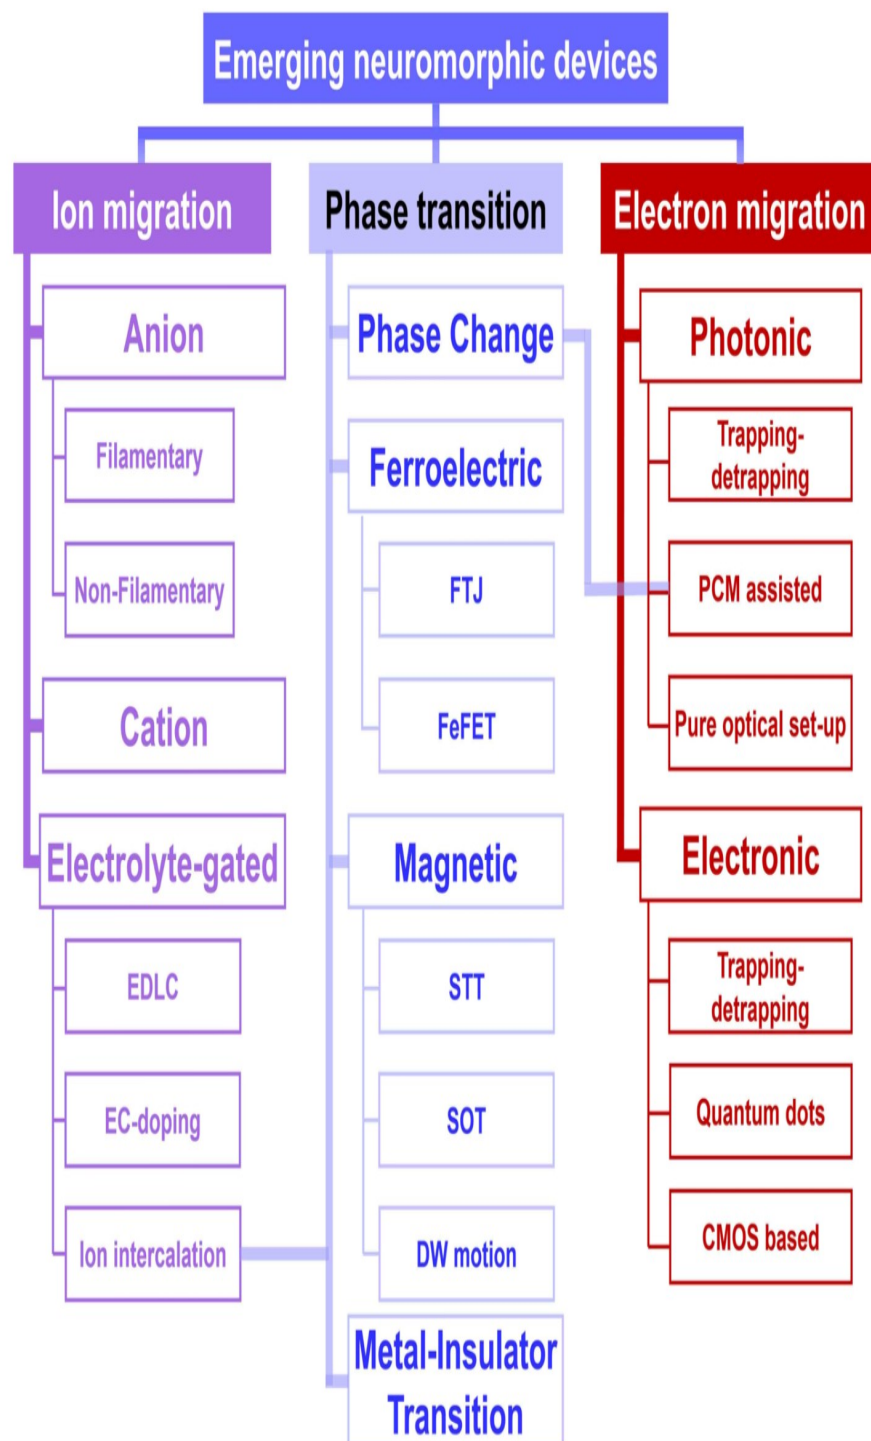 Emerging neuromorphic devices
Ion migration
Anion
Filamentary
Non-Filamentary
Cation
Electrolyte-gated
EDLC
EC-doping
Ion intercalation
Phase transition
Phase Change
Ferroelectric
FTJ
FeFET
Magnetic
STT
SOT
DW motion
Metal-Insulator
Transition
Electron migration
Photonic
Trapping-
detrapping
PCM assisted
Pure optical set-up
Electronic
Trapping-
detrapping
Quantum dots
CMOS based